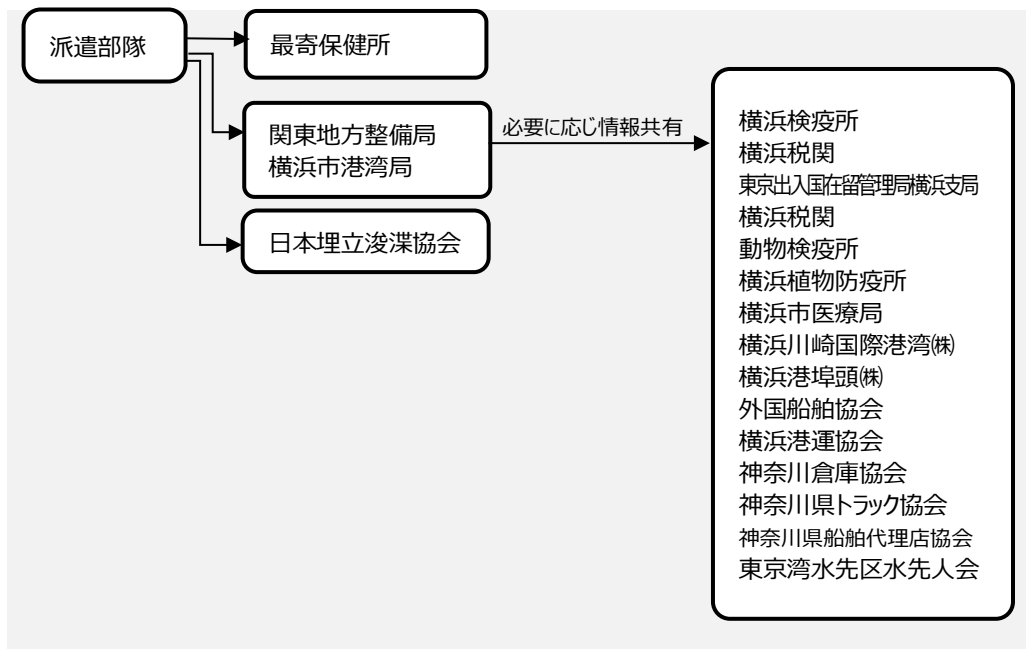 派遣部隊
最寄保健所
関東地方整備局
横浜市港湾局
日本埋立浚渫協会
必要に応じ情報共有
横浜検疫所
横浜税関
東京出入国在留管理局横浜支局
横浜税関
動物検疫所
横浜植物防疫所
横浜市医療局
横浜川崎国際港湾㈱
横浜港埠頭㈱
外国船舶協会
横浜港運協会
神奈川倉庫協会
神奈川県トラック協会
神奈川県船舶代理店協会
東京湾水先区水先人会